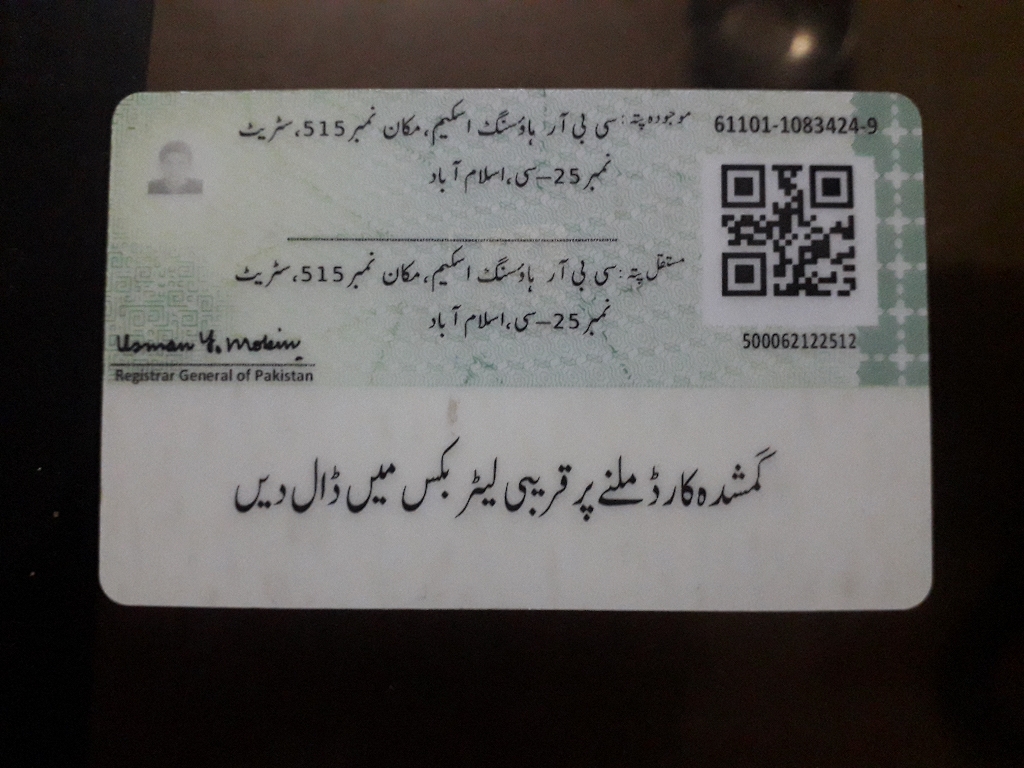 61101-1083424-9
موجودہ پتہ: سی بی آر ہاؤسنگ اسکیم، مکان نمبر 515، سٹریٹ
نمبر 25-سی، اسلام آباد
مستقل پتہ: سی بی آر ہاؤسنگ اسکیم، مکان نمبر 515، سٹریٹ
نمبر 25-سی، اسلام آباد
500062122512
Usman Y. Mobin
Registrar General of Pakistan
گمشدہ کارڈ ملنے پر قریبی لیٹر بکس میں ڈال دیں